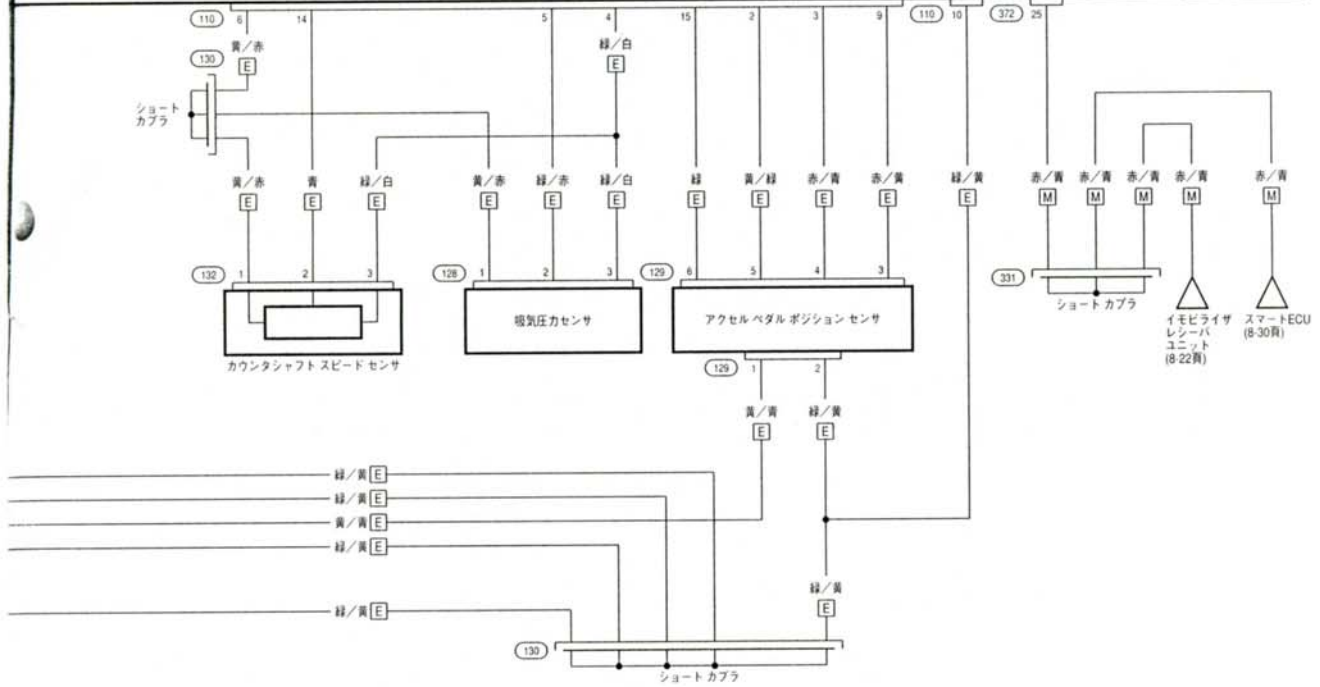 110 6 14 5 4 15 2 3 9 110 10 372 25
黄/赤 緑/白
130 E E
ショート
カプラ
黄/赤 青 緑/白 黄/赤 緑/赤 緑/白 緑 黄/緑 赤/青 赤/黄 緑/黄 赤/青 赤/青 赤/青 赤/青 赤/青
E E E E E E E E E E E M M M M M
132 1 2 3 128 1 2 3 129 6 5 4 3 331
ショート カプラ
吸気圧力センサ アクセル ペダル ポジション センサ
イモビライザ
レシーバ
ユニット
(8-22頁)
スマートECU
(8-30頁)
カウンタシャフト スピード センサ
129 1 2
黄/青 緑/黄
E E
緑/黄 E
緑/黄 E
黄/青 E
緑/黄 E
緑/黄
E
緑/黄 E
130
ショート カプラ